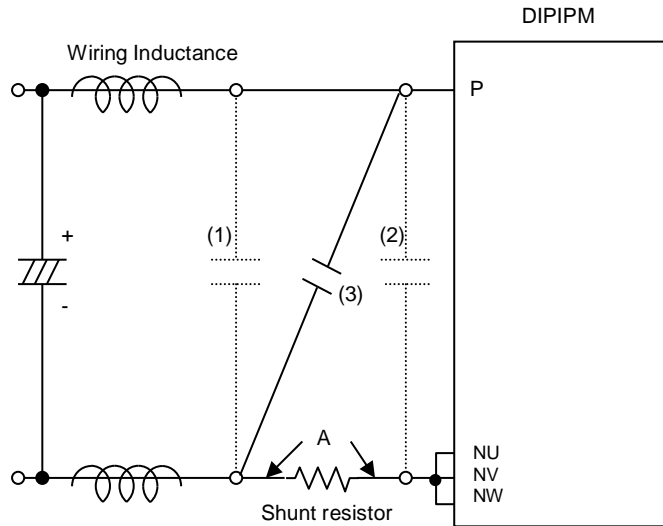 DIPIPM
Wiring Inductance
P
+
(1)
(2)
(3)
-
A
NU
NV
NW
Shunt resistor